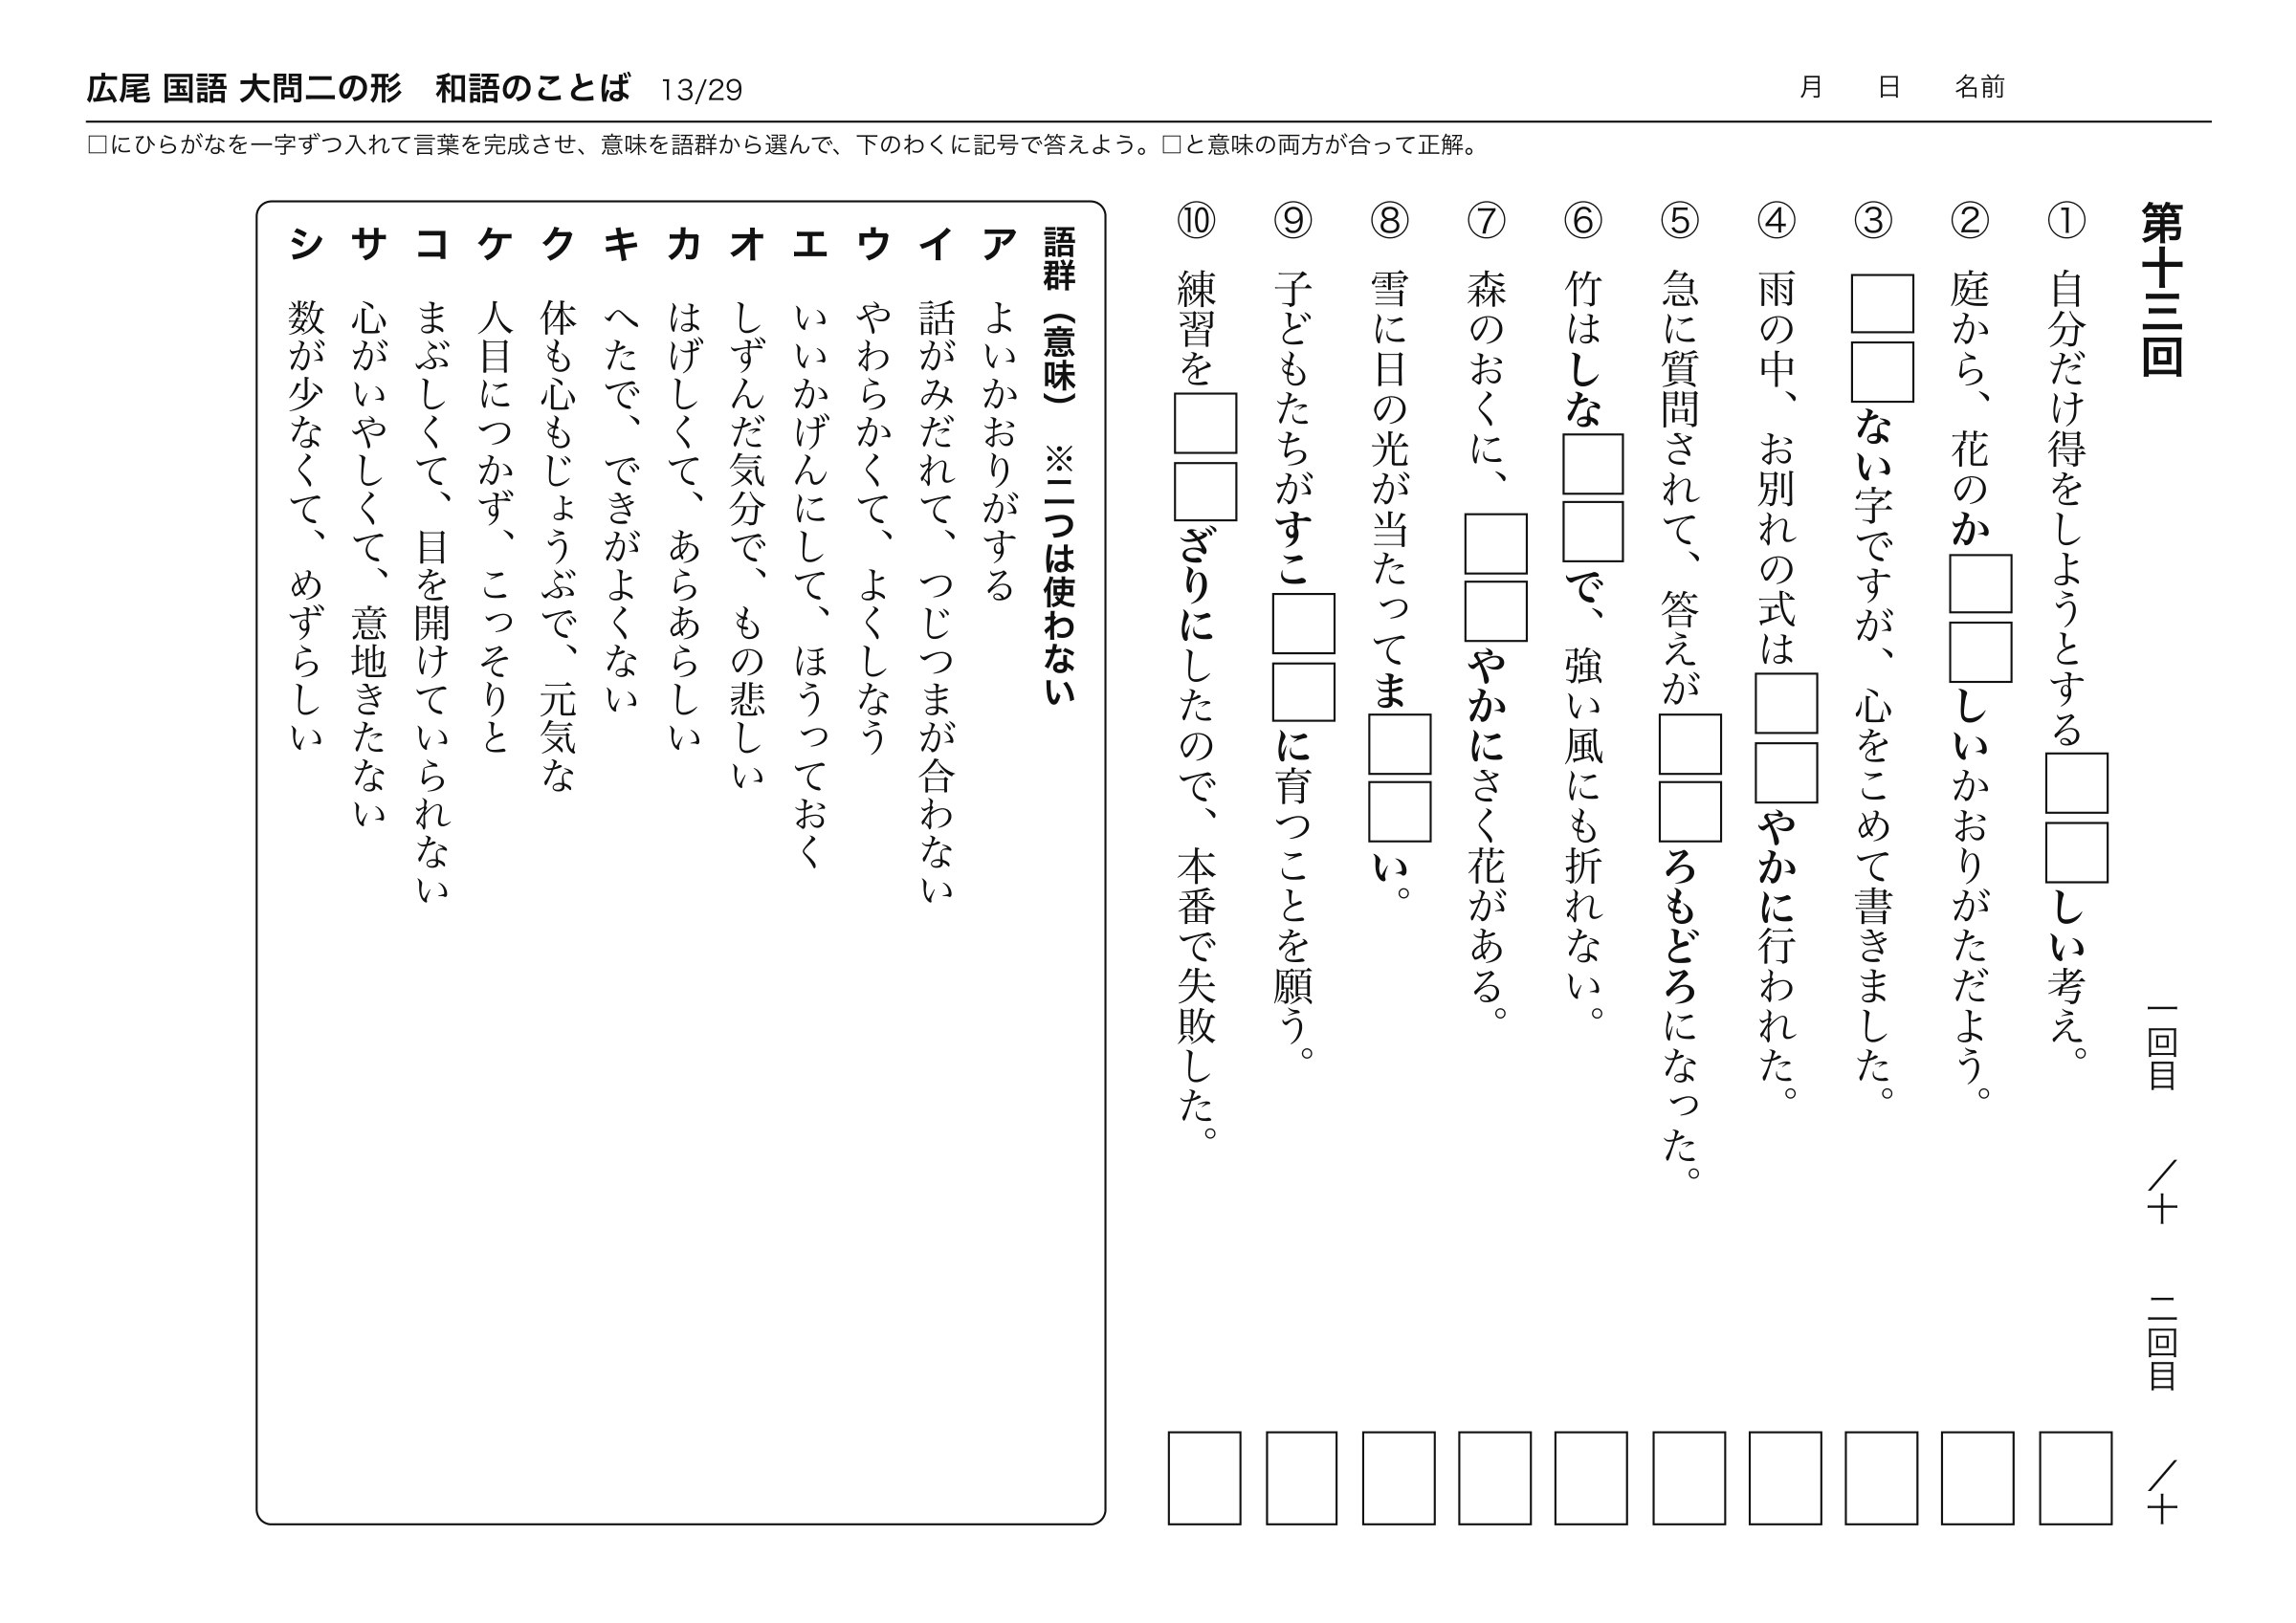 広尾 国語 大問二の形　和語のことば　13/29
月　日　名前
□にひらがなを一字ずつ入れて言葉を完成させ、意味を語群から選んで、下のわくに記号で答えよう。□と意味の両方が合って正解。
第十三回　一回目　／十　二回目　／十
① 自分だけ得をしようとする□□しい考え。
② 庭から、花のか□□しいかおりがただよう。
③ □□ない字ですが、心をこめて書きました。
④ 雨の中、お別れの式は□□やかに行われた。
⑤ 急に質問されて、答えが□□ろもどろになった。
⑥ 竹はしな□□で、強い風にも折れない。
⑦ 森のおくに、□□やかにさく花がある。
⑧ 雪に日の光が当たってま□□い。
⑨ 子どもたちがすこ□□に育つことを願う。
⑩ 練習を□□ざりにしたので、本番で失敗した。
語群（意味）　※二つは使わない
ア　よいかおりがする
イ　話がみだれて、つじつまが合わない
ウ　やわらかくて、よくしなう
エ　いいかげんにして、ほうっておく
オ　しずんだ気分で、もの悲しい
カ　はげしくて、あらあらしい
キ　へたで、できがよくない
ク　体も心もじょうぶで、元気な
ケ　人目につかず、こっそりと
コ　まぶしくて、目を開けていられない
サ　心がいやしくて、意地きたない
シ　数が少なくて、めずらしい